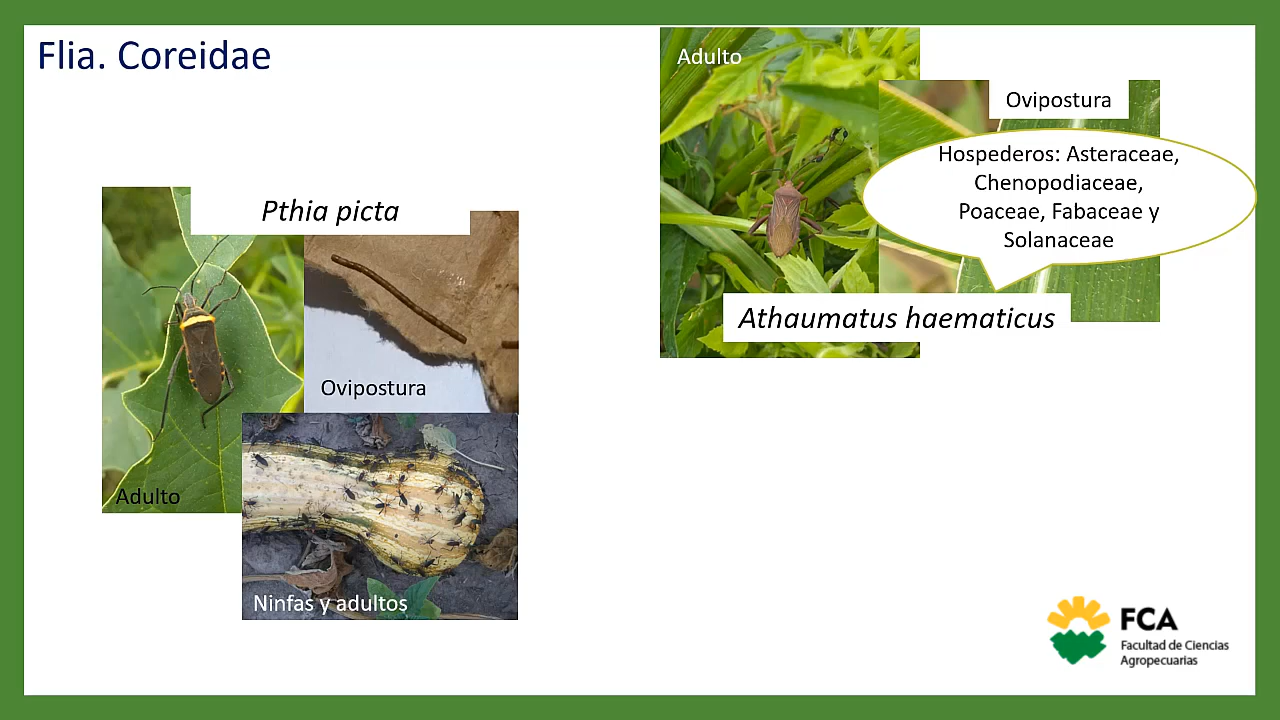 Flia. Coreidae
Pthia picta
Adulto
Ovipostura
Ninfas y adultos
Adulto
Ovipostura
Hospederos: Asteraceae,
Chenopodiaceae,
Poaceae, Fabaceae y
Solanaceae
Athaumatus haematicus
FCA
Facultad de Ciencias
Agropecuarias